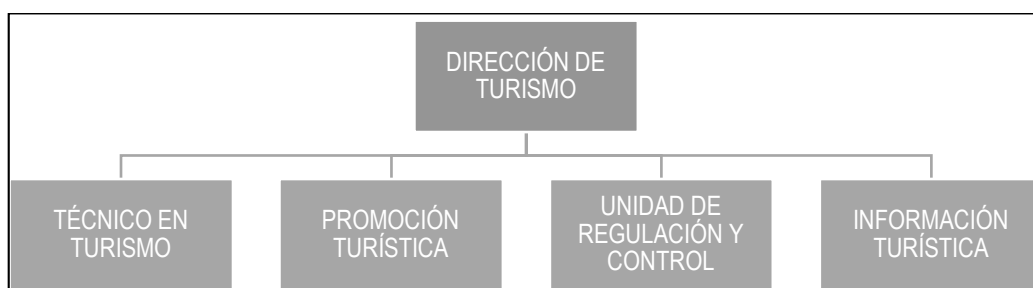 DIRECCIÓN DE
TURISMO
TÉCNICO EN
TURISMO
PROMOCIÓN
TURÍSTICA
UNIDAD DE
REGULACIÓN Y
CONTROL
INFORMACIÓN
TURÍSTICA